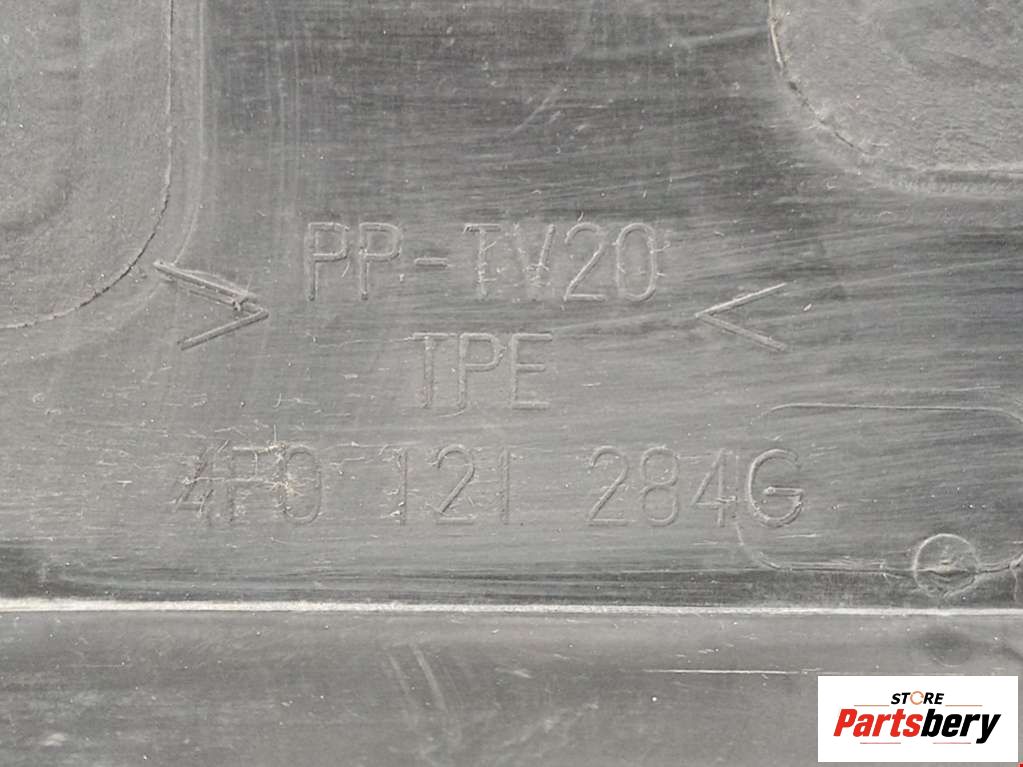 > PP-TV20 <
TPE
4F0 121 284G
STORE
Partsbery